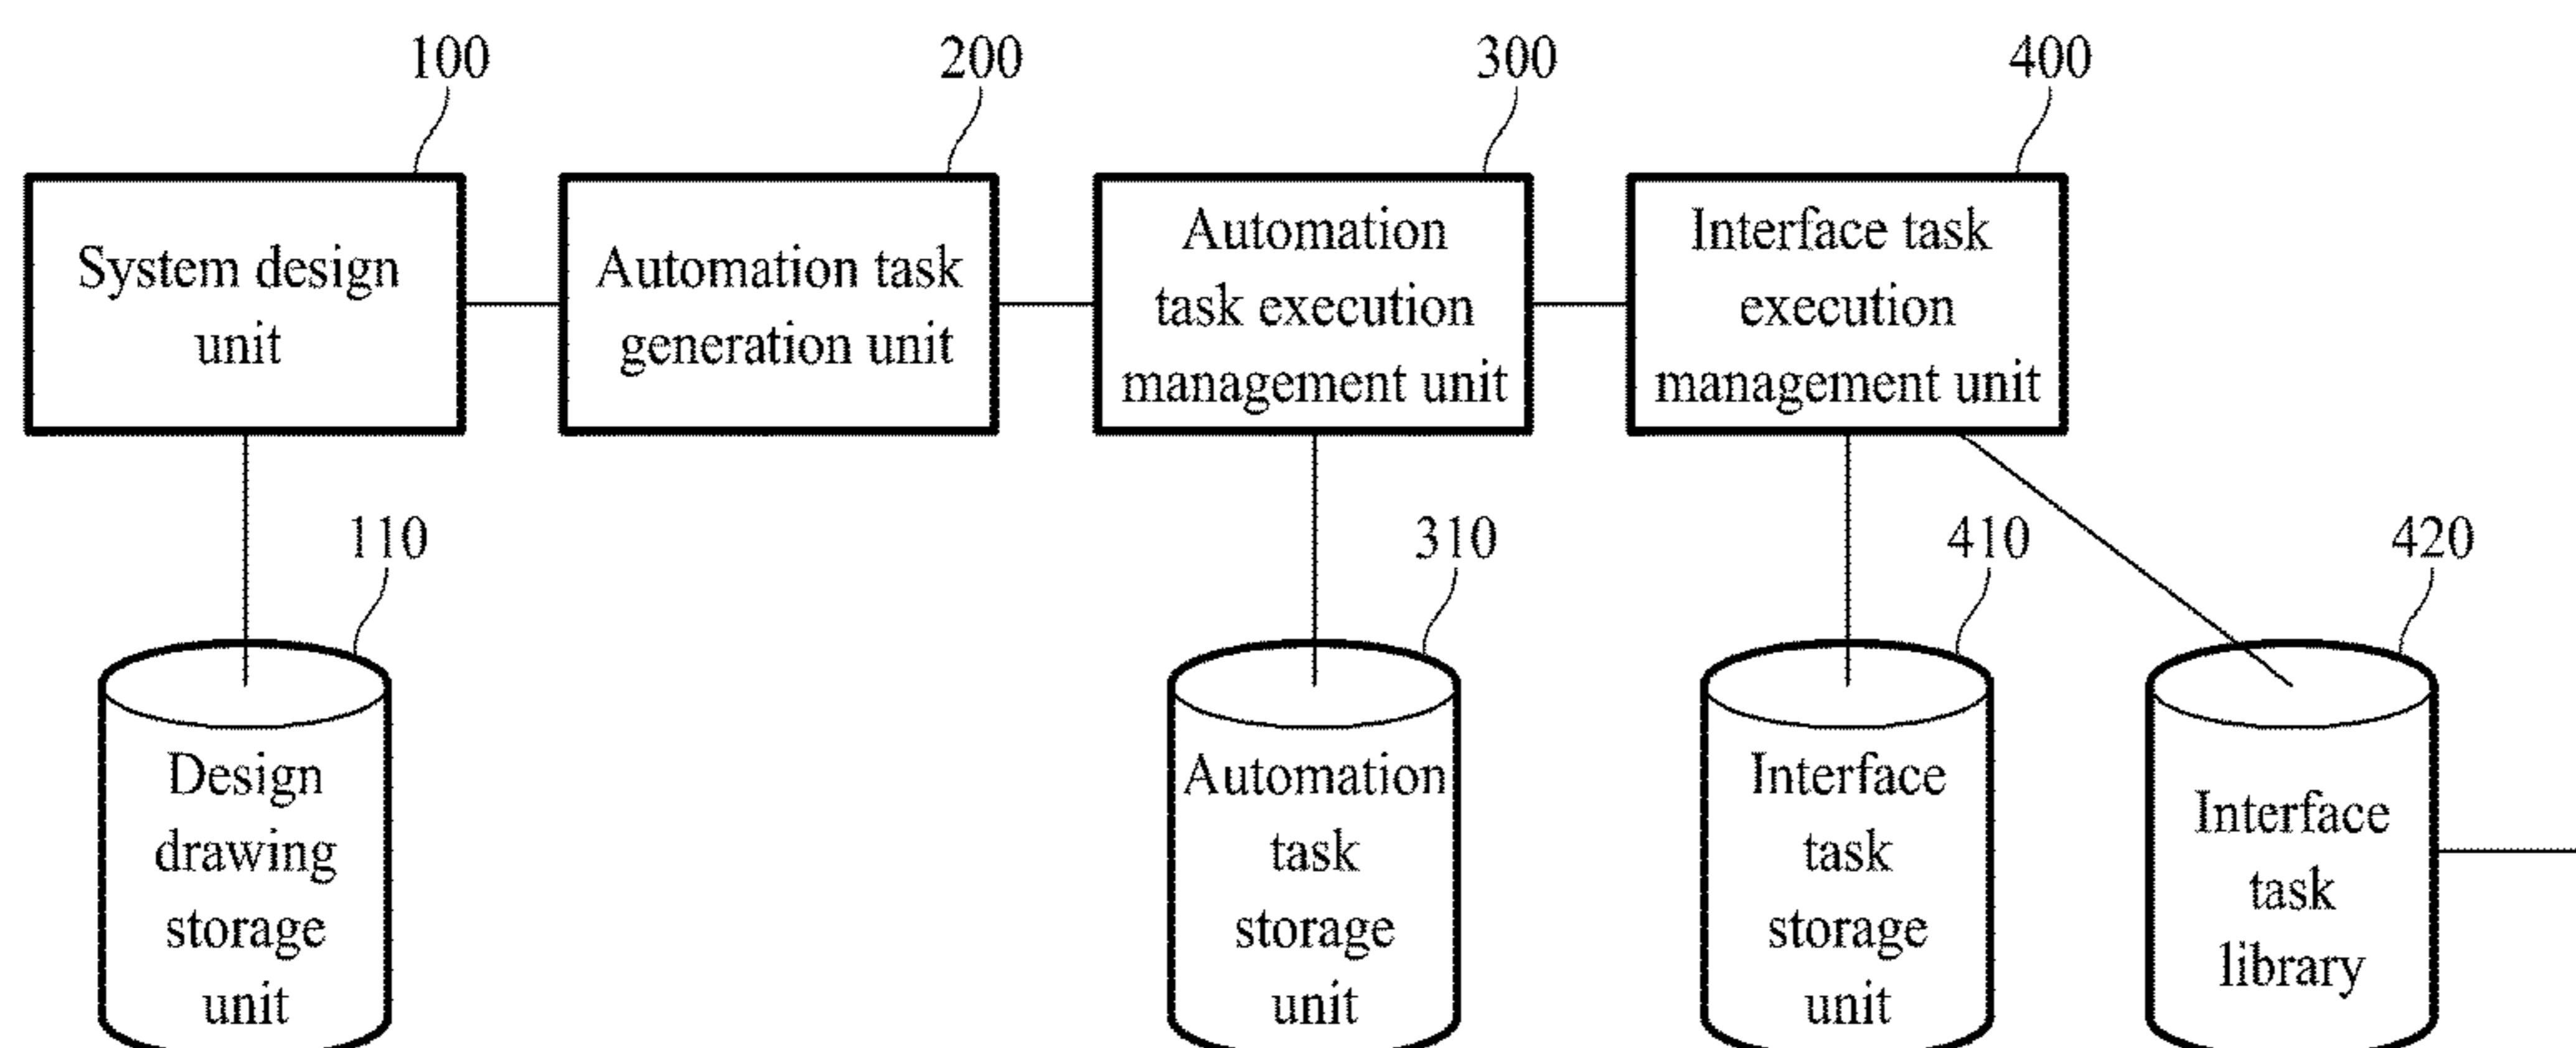 100
200
300
400
System design
unit
Automation task
generation unit
Automation
task execution
management unit
Interface task
execution
management unit
110
310
410
420
Design
drawing
storage
unit
Automation
task
storage
unit
Interface
task
storage
unit
Interface
task
library